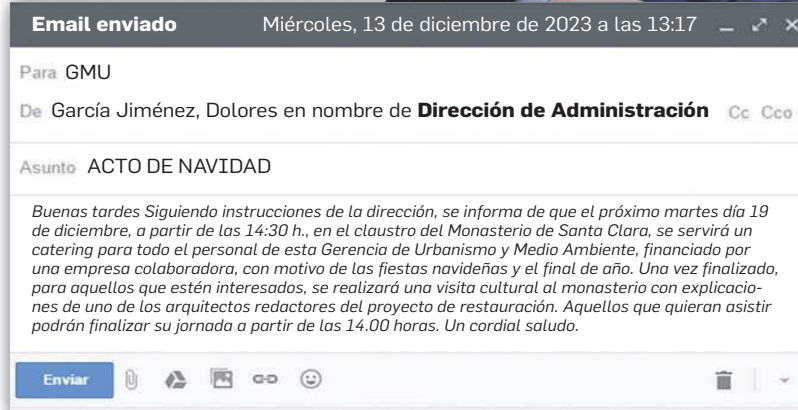 Email enviado Miércoles, 13 de diciembre de 2023 a las 13:17
Para GMU
De García Jiménez, Dolores en nombre de Dirección de Administración Cc Cco
Asunto ACTO DE NAVIDAD
Buenas tardes Siguiendo instrucciones de la dirección, se informa de que el próximo martes día 19
de diciembre, a partir de las 14:30 h., en el claustro del Monasterio de Santa Clara, se servirá un
catering para todo el personal de esta Gerencia de Urbanismo y Medio Ambiente, financiado por
una empresa colaboradora, con motivo de las fiestas navideñas y el final de año. Una vez finalizado,
para aquellos que estén interesados, se realizará una visita cultural al monasterio con explicacio-
nes de uno de los arquitectos redactores del proyecto de restauración. Aquellos que quieran asistir
podrán finalizar su jornada a partir de las 14.00 horas. Un cordial saludo.
Enviar